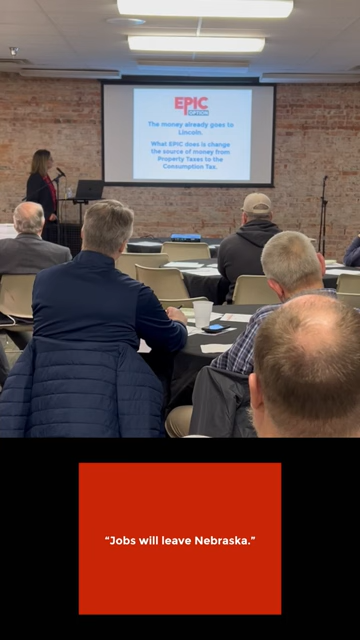 EPIC
OPTION
The money already goes to
Lincoln.
What EPIC does is change
the source of money from
Property Taxes to the
Consumption Tax.
“Jobs will leave Nebraska.”